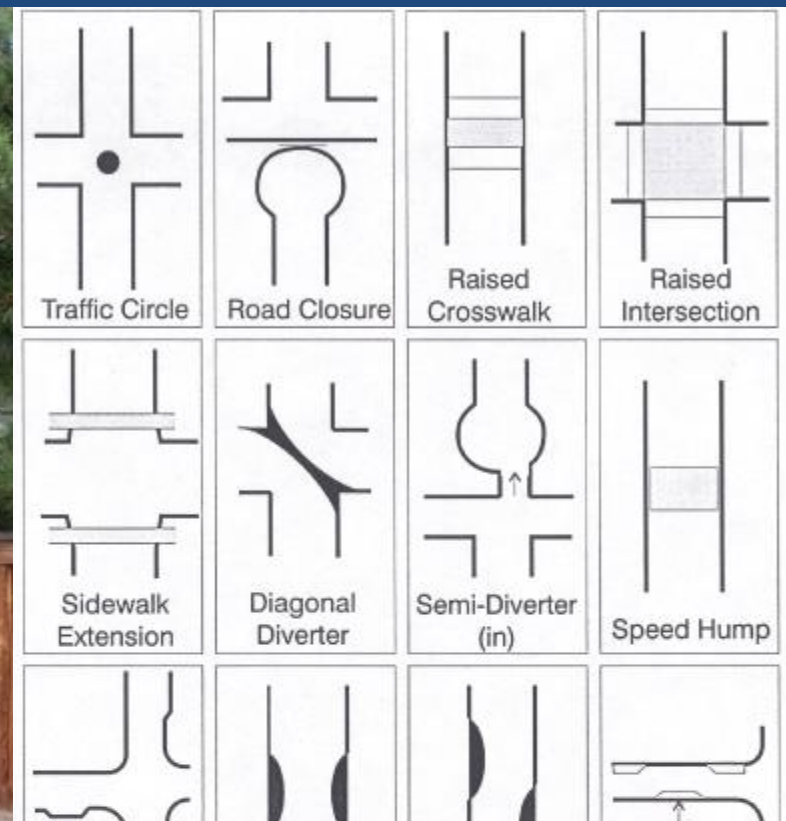 Traffic Circle
Road Closure
Raised
Crosswalk
Raised
Intersection
Sidewalk
Extension
Diagonal
Diverter
Semi-Diverter
(in)
Speed Hump